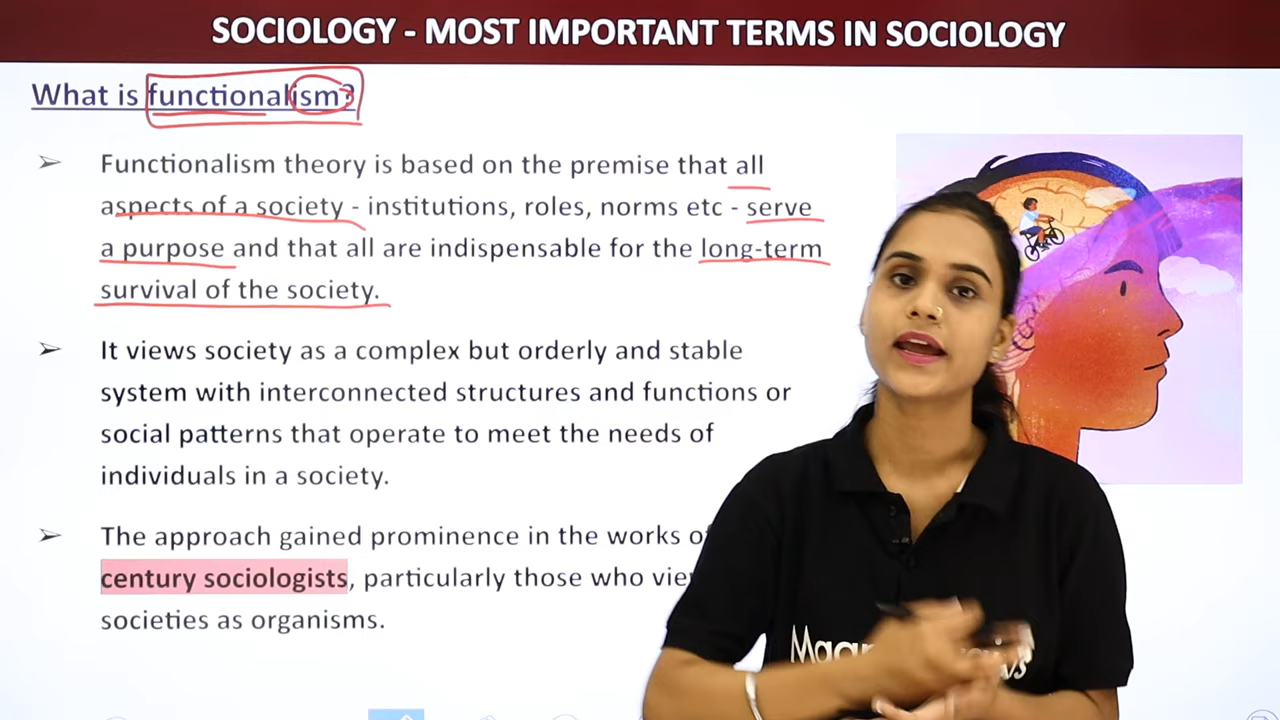 SOCIOLOGY - MOST IMPORTANT TERMS IN SOCIOLOGY
What is functionalism?
Functionalism theory is based on the premise that all
aspects of a society - institutions, roles, norms etc - serve
a purpose and that all are indispensable for the long-term
survival of the society.
It views society as a complex but orderly and stable
system with interconnected structures and functions or
social patterns that operate to meet the needs of
individuals in a society.
The approach gained prominence in the works
century sociologists, particularly those who
societies as organisms.